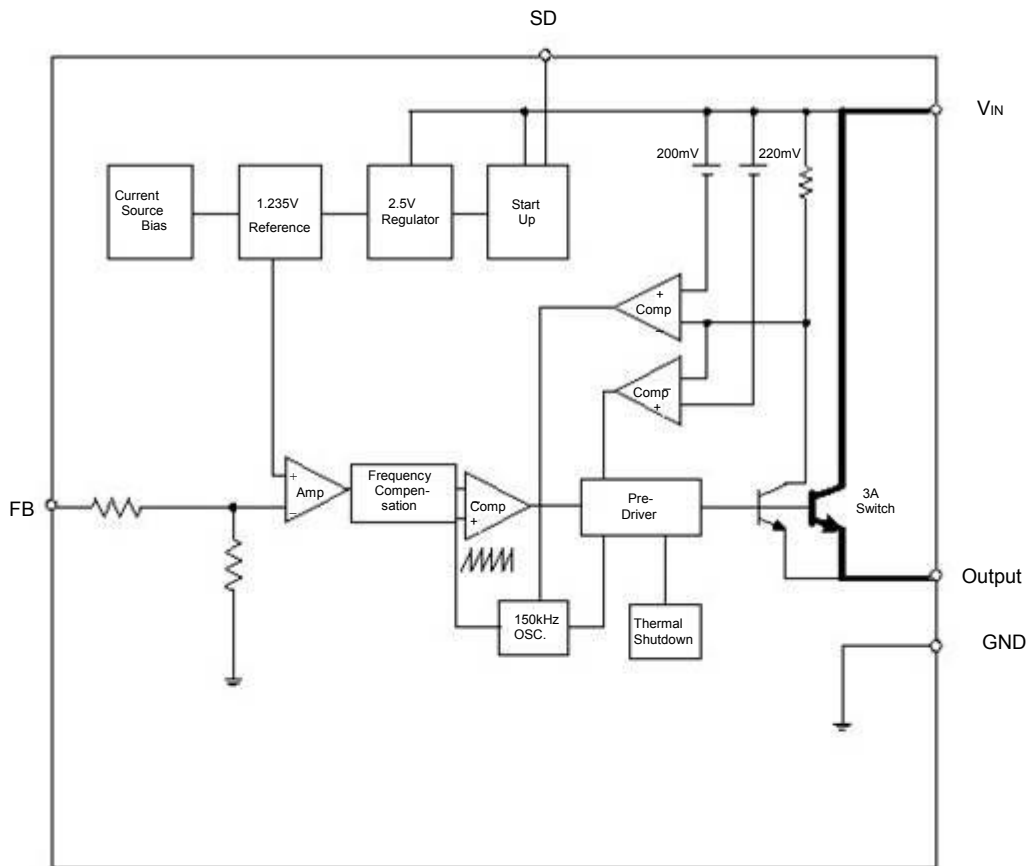 SD
VIN
200mV
220mV
Current
Source
Bias
1.235V
Reference
2.5V
Regulator
Start
Up
+
Comp
−
Comp −
+
FB
+
Amp
−
Frequency
Compen-
sation
−
Comp
+
Pre-
Driver
3A
Switch
Output
150kHz
OSC.
Thermal
Shutdown
GND